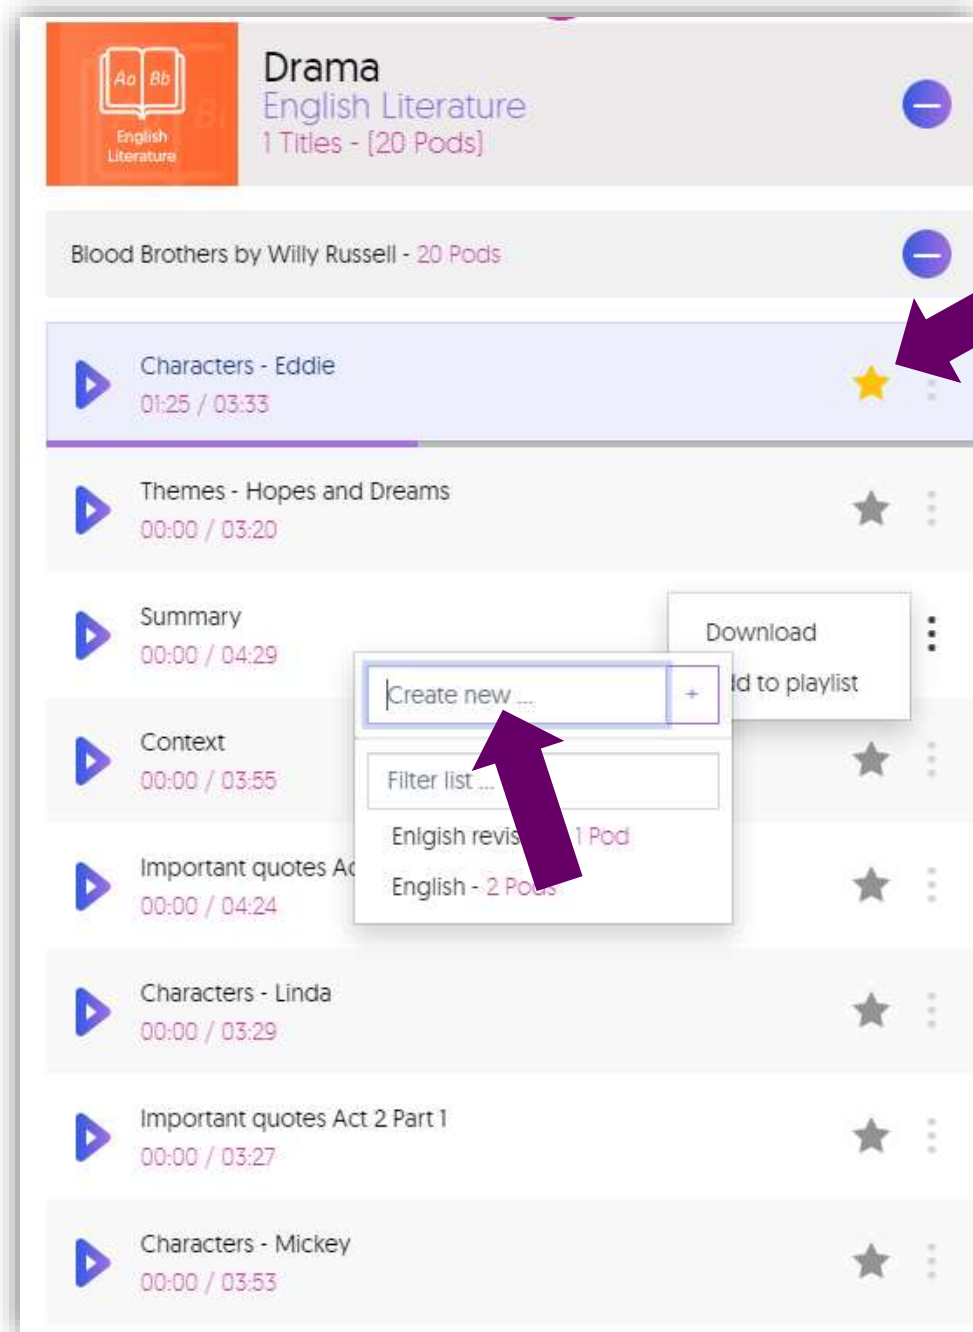 Aa Bb
English
Literature
Drama
English Literature
1 Titles - [20 Pods]
Blood Brothers by Willy Russell - 20 Pods
Characters - Eddie
01:25 / 03:33
Themes - Hopes and Dreams
00:00 / 03:20
Summary
00:00 / 04:29
Download
to playlist
Create new ...
+
Filter list ...
Enlgish 1 Pod
English - 2 Pods
Context
00:00 / 03:55
Important quotes
00:00 / 04:24
Characters - Linda
00:00 / 03:29
Important quotes Act 2 Part 1
00:00 / 03:27
Characters - Mickey
00:00 / 03:53